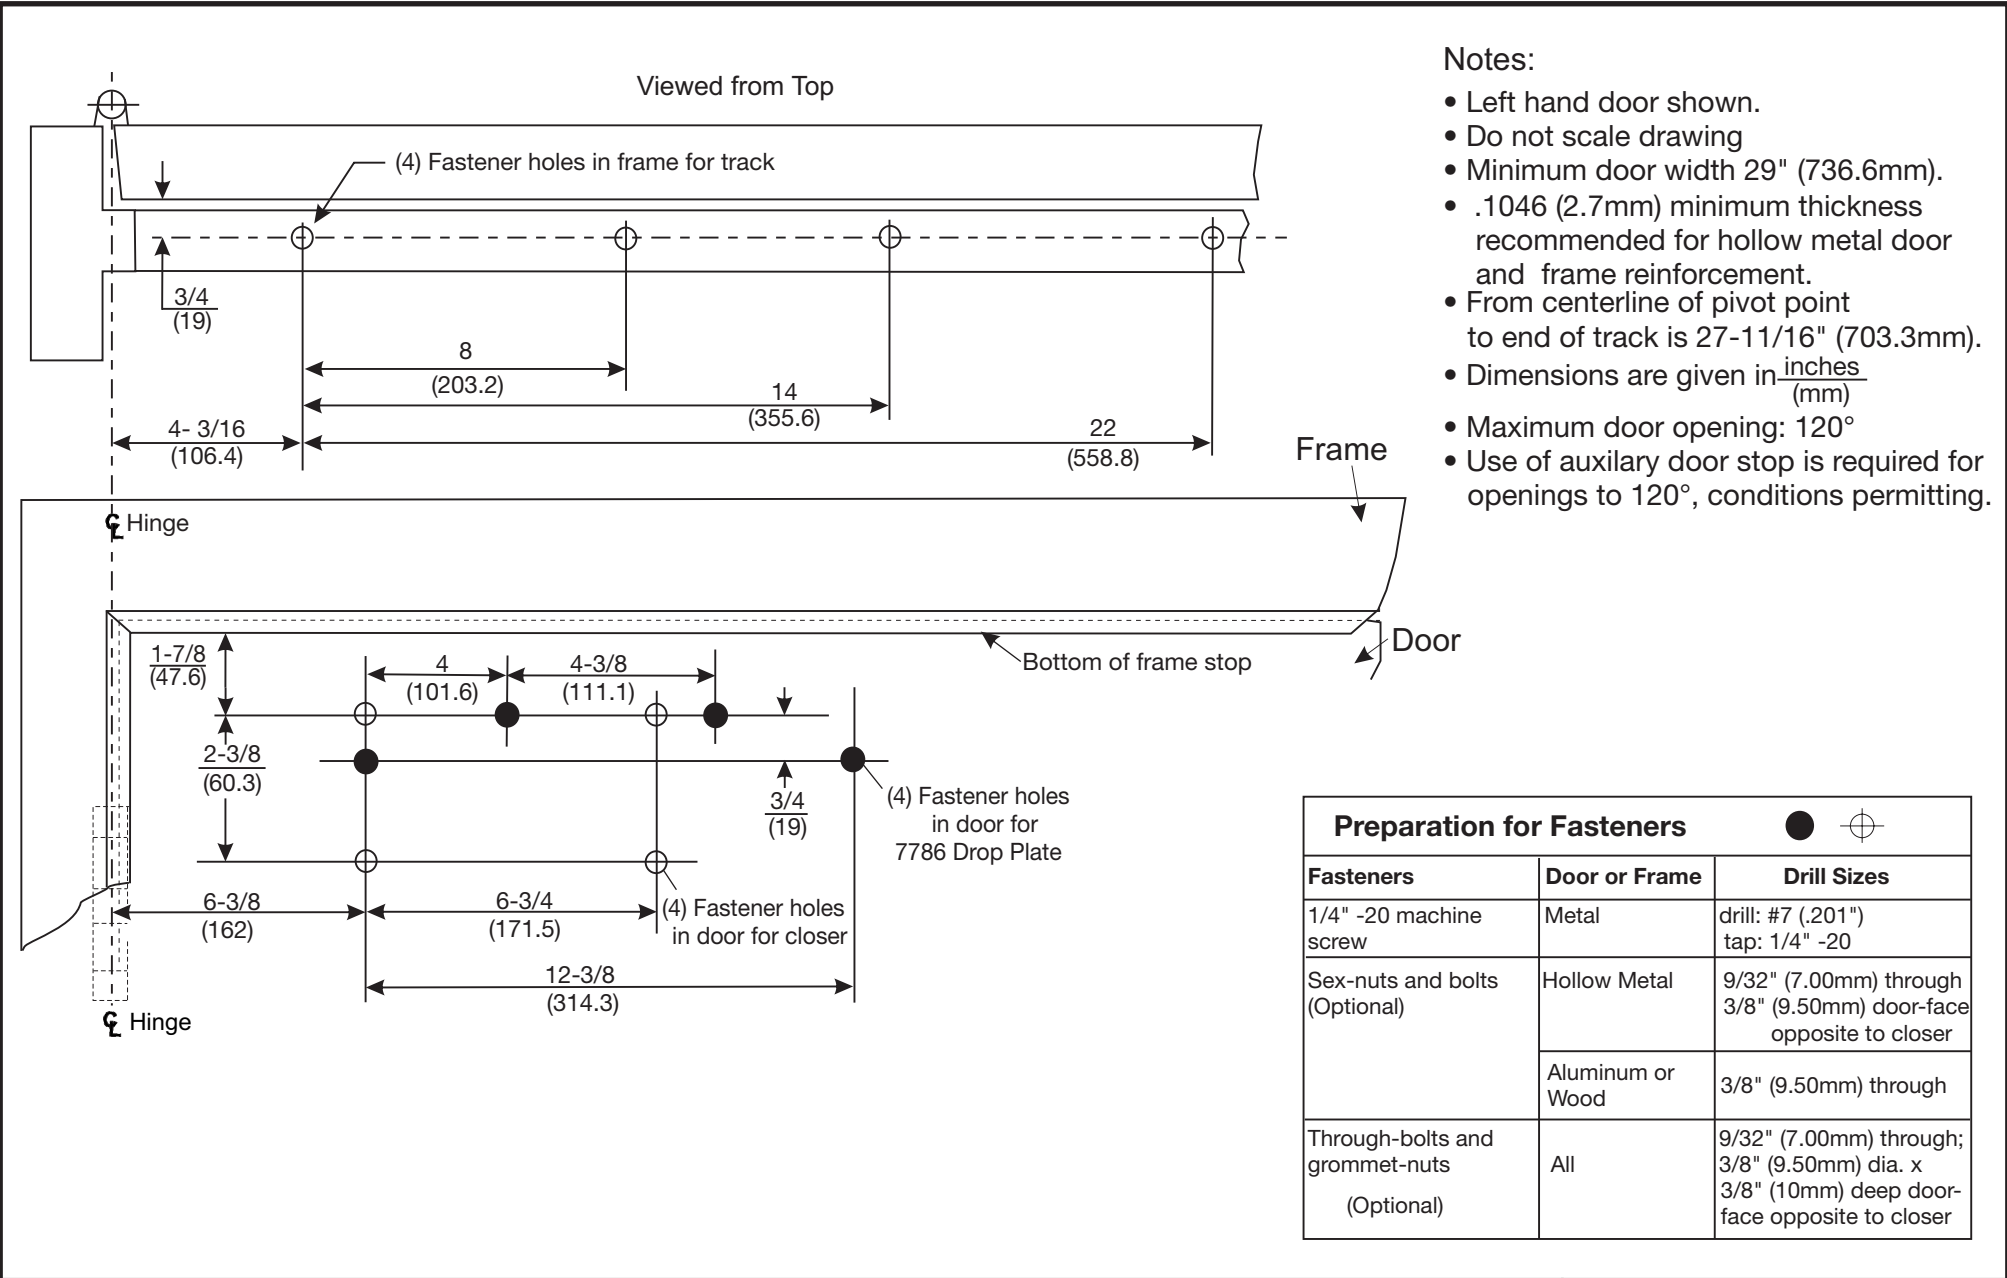 Viewed from Top
(4) Fastener holes in frame for track
3/4
(19)
8
(203.2)
14
(355.6)
4- 3/16
(106.4)
22
(558.8)
Notes:
• Left hand door shown.
• Do not scale drawing
• Minimum door width 29" (736.6mm).
• .1046 (2.7mm) minimum thickness
recommended for hollow metal door
and frame reinforcement.
• From centerline of pivot point
to end of track is 27-11/16" (703.3mm).
• Dimensions are given in inches
(mm)
• Maximum door opening: 120°
• Use of auxilary door stop is required for
openings to 120°, conditions permitting.
Frame
℄ Hinge
Door
Bottom of frame stop
1-7/8
(47.6)
4
(101.6)
4-3/8
(111.1)
2-3/8
(60.3)
3/4
(19)
(4) Fastener holes
in door for
7786 Drop Plate
6-3/8
(162)
6-3/4
(171.5)
(4) Fastener holes
in door for closer
12-3/8
(314.3)
℄ Hinge
Preparation for Fasteners
Fasteners Door or Frame Drill Sizes
1/4" -20 machine
screw
Metal
drill: #7 (.201")
tap: 1/4" -20
Sex-nuts and bolts
(Optional)
Hollow Metal
9/32" (7.00mm) through
3/8" (9.50mm) door-face
opposite to closer
Aluminum or
Wood
3/8" (9.50mm) through
Through-bolts and
grommet-nuts
(Optional)
All
9/32" (7.00mm) through;
3/8" (9.50mm) dia. x
3/8" (10mm) deep door-
face opposite to closer